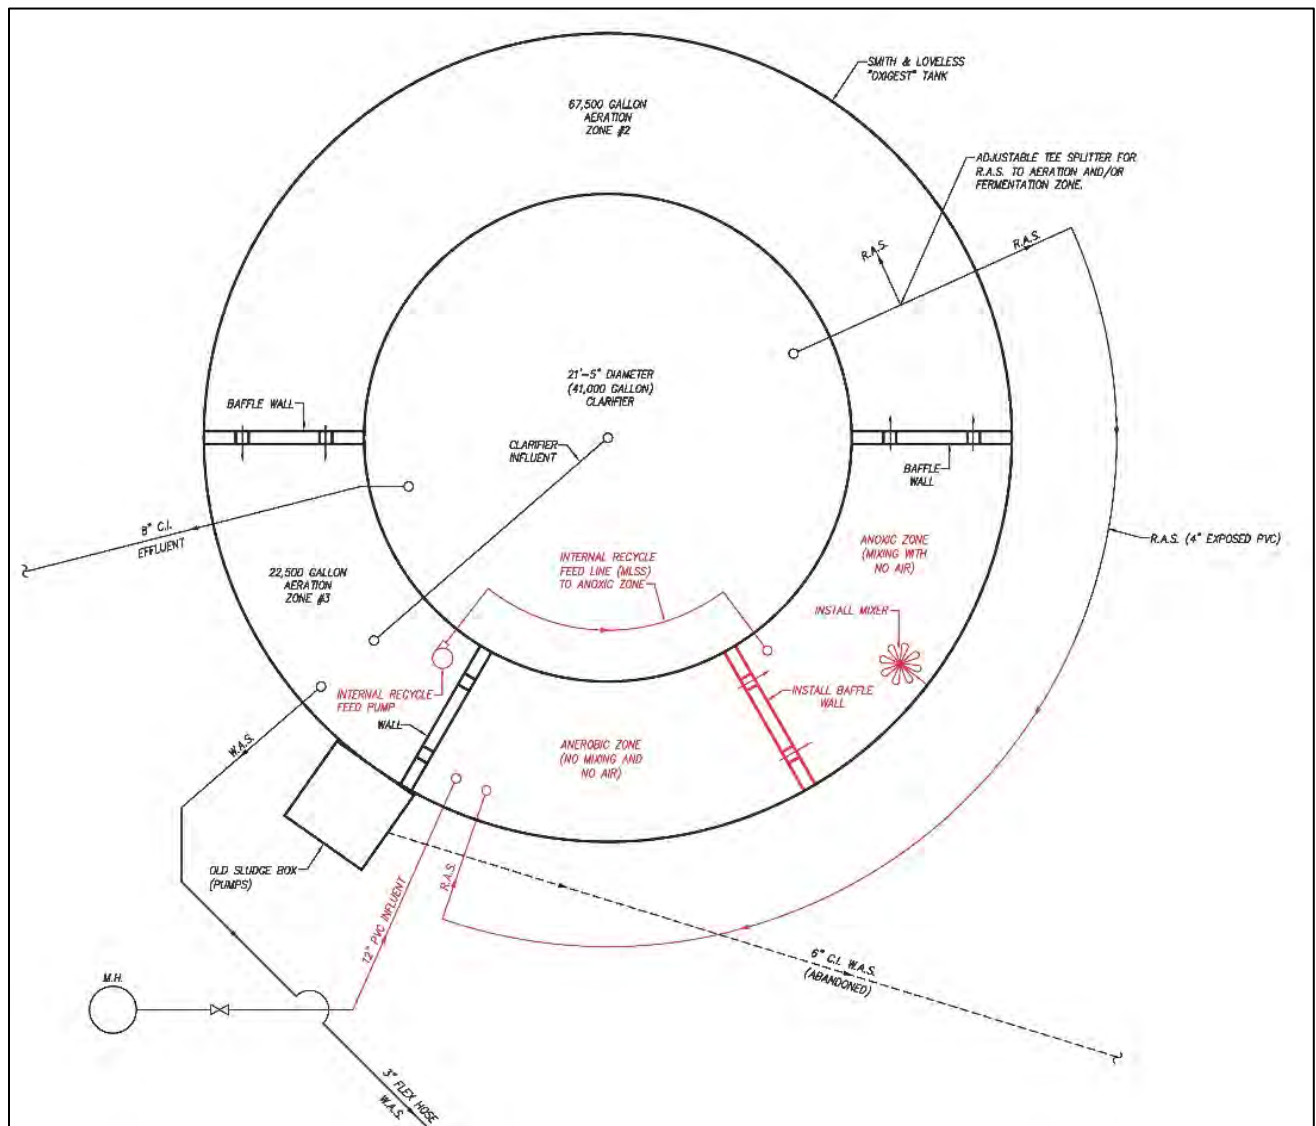 SMITH & LOVELESS
"OXIGEST" TANK
67,500 GALLON
AERATION
ZONE #2
ADJUSTABLE TEE SPLITTER FOR
R.A.S. TO AERATION AND/OR
FERMENTATION ZONE.
R.A.S.
R.A.S.
21'-5" DIAMETER
(41,000 GALLON)
CLARIFIER
BAFFLE WALL
CLARIFIER
INFLUENT
BAFFLE
WALL
8" C.I.
EFFLUENT
ANOXIC ZONE
(MIXING WITH
NO AIR)
R.A.S. (4" EXPOSED PVC)
INTERNAL RECYCLE
FEED LINE (MLSS)
TO ANOXIC ZONE
22,500 GALLON
AERATION
ZONE #3
INSTALL MIXER
INTERNAL RECYCLE
FEED PUMP
INSTALL BAFFLE
WALL
WALL
W.A.S.
ANEROBIC ZONE
(NO MIXING AND
NO AIR)
OLD SLUDGE BOX
(PUMPS)
R.A.S.
12" PVC INFLUENT
6" C.I. W.A.S.
(ABANDONED)
M.H.
3" FLEX HOSE
W.A.S.